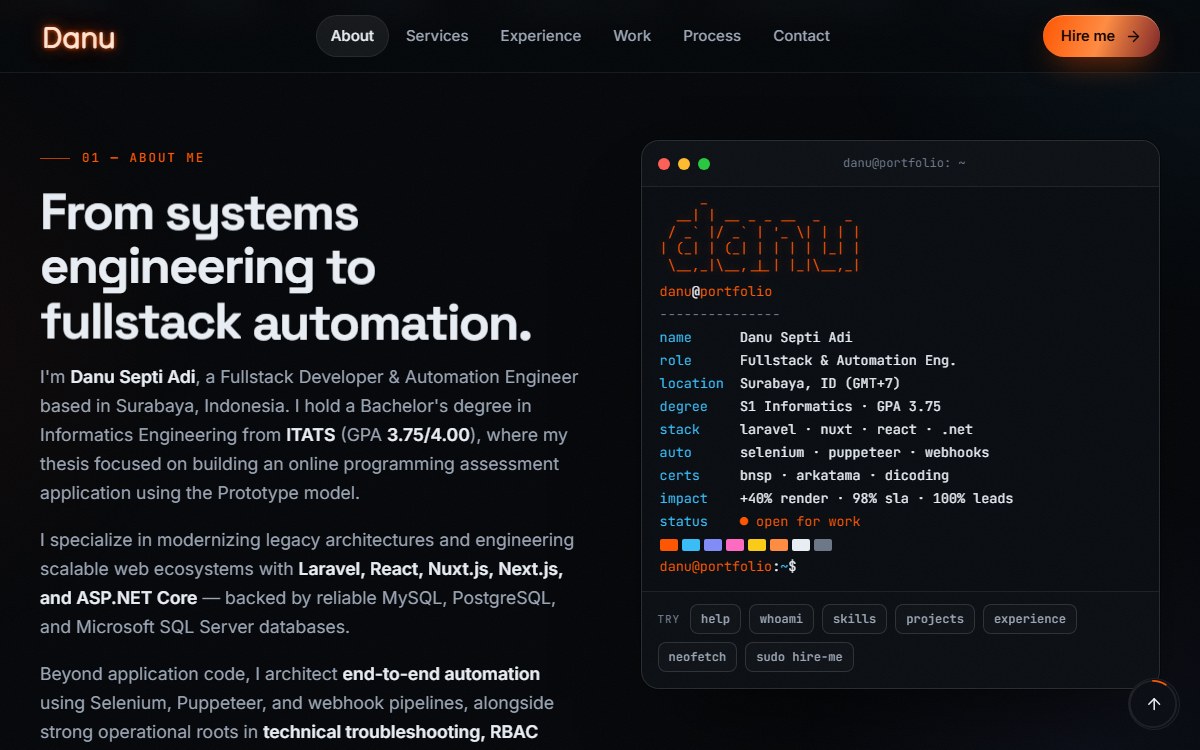 Danu
About Services Experience Work Process Contact
Hire me →
01 — ABOUT ME
From systems
engineering to
fullstack automation.
I'm Danu Septi Adi, a Fullstack Developer & Automation Engineer
based in Surabaya, Indonesia. I hold a Bachelor's degree in
Informatics Engineering from ITATS (GPA 3.75/4.00), where my
thesis focused on building an online programming assessment
application using the Prototype model.
I specialize in modernizing legacy architectures and engineering
scalable web ecosystems with Laravel, React, Nuxt.js, Next.js,
and ASP.NET Core — backed by reliable MySQL, PostgreSQL,
and Microsoft SQL Server databases.
Beyond application code, I architect end-to-end automation
using Selenium, Puppeteer, and webhook pipelines, alongside
strong operational roots in technical troubleshooting, RBAC
danu@portfolio: ~
danu
danu@portfolio
---------------
name Danu Septi Adi
role Fullstack & Automation Eng.
location Surabaya, ID (GMT+7)
degree S1 Informatics · GPA 3.75
stack laravel · nuxt · react · .net
auto selenium · puppeteer · webhooks
certs bnsp · arkatama · dicoding
impact +40% render · 98% sla · 100% leads
status ● open for work
danu@portfolio:~$
TRY help whoami skills projects experience
neofetch sudo hire-me